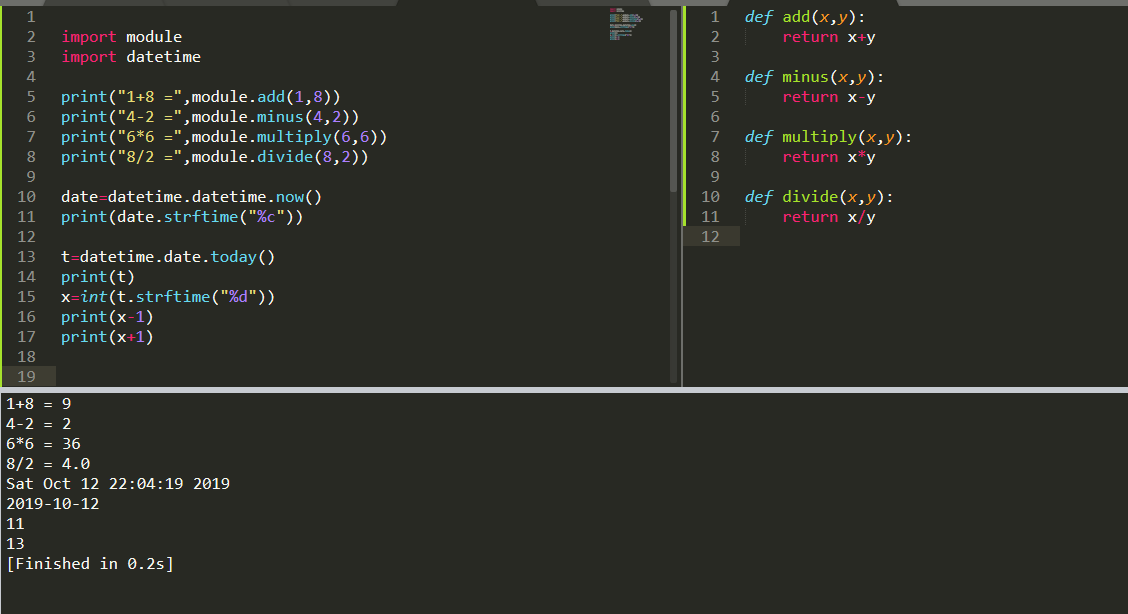 1
2 import module
3 import datetime
4
5 print("1+8 =",module.add(1,8))
6 print("4-2 =",module.minus(4,2))
7 print("6*6 =",module.multiply(6,6))
8 print("8/2 =",module.divide(8,2))
9
10 date=datetime.datetime.now()
11 print(date.strftime("%c"))
12
13 t=datetime.date.today()
14 print(t)
15 x=int(t.strftime("%d"))
16 print(x-1)
17 print(x+1)
18
19
1 def add(x,y):
2 return x+y
3
4 def minus(x,y):
5 return x-y
6
7 def multiply(x,y):
8 return x*y
9
10 def divide(x,y):
11 return x/y
12
1+8 = 9
4-2 = 2
6*6 = 36
8/2 = 4.0
Sat Oct 12 22:04:19 2019
2019-10-12
11
13
[Finished in 0.2s]